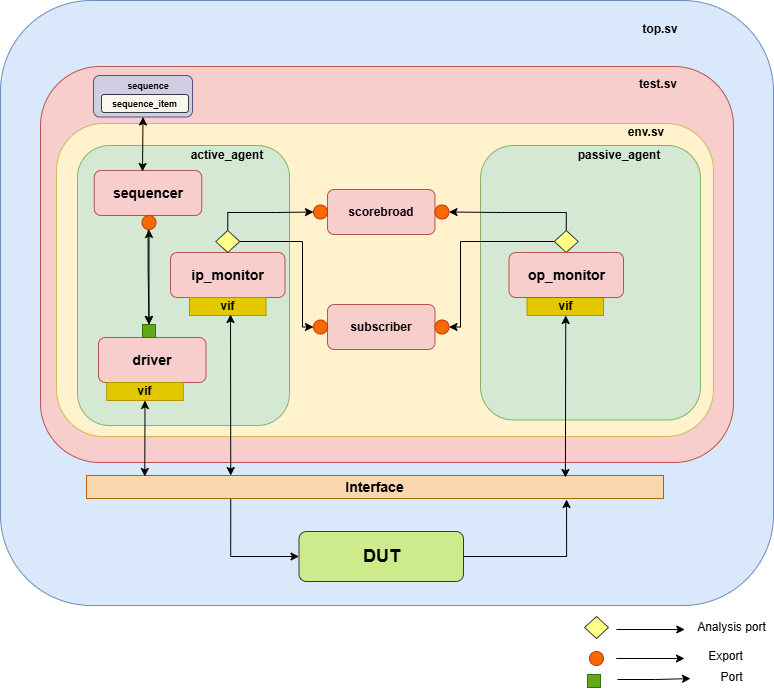 top.sv
test.sv
sequence
sequence_item
env.sv
active_agent
passive_agent
sequencer
scorebroad
ip_monitor
op_monitor
vif
vif
subscriber
driver
vif
Interface
DUT
Analysis port
Export
Port